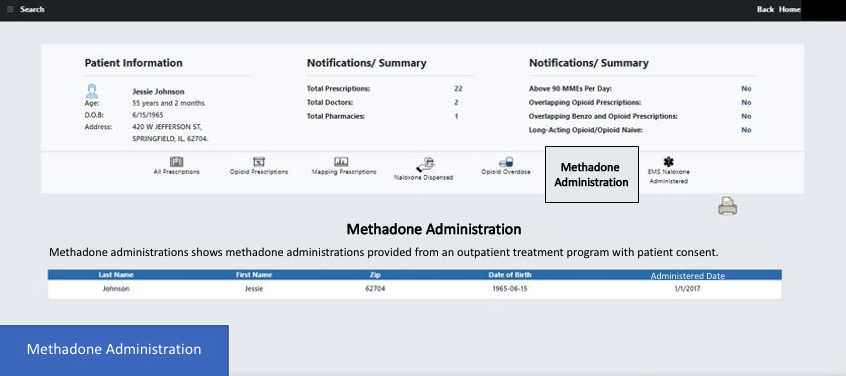 Search
Back Home
Patient Information
Jessie Johnson
Age: 55 years and 2 months
D.O.B: 6/15/1965
Address: 420 W JEFFERSON ST,
SPRINGFIELD, IL. 62704.
Notifications/ Summary
Total Prescriptions: 22
Total Doctors: 2
Total Pharmacies: 1
Notifications/ Summary
Above 90 MMEs Per Day: No
Overlapping Opioid Prescriptions: No
Overlapping Benzo and Opioid Prescriptions: No
Long-Acting Opioid/Opioid Naive: No
All Prescriptions
Opioid Prescriptions
Mapping Prescriptions
Naloxone Dispensed
Opioid Overdose
Methadone
Administration
EMS Naloxone
Administered
Methadone Administration
Methadone administrations shows methadone administrations provided from an outpatient treatment program with patient consent.
Last Name First Name Zip Date of Birth Administered Date
Johnson Jessie 62704 1965-06-15 1/1/2017
Methadone Administration